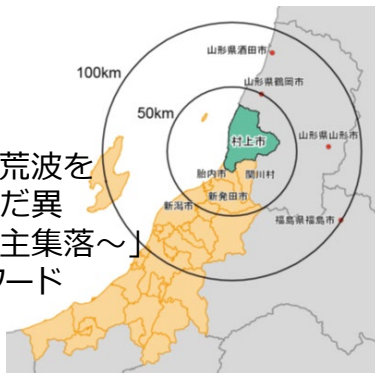 山形県酒田市
100km
山形県鶴岡市
50km
村上市
山形県山形市
荒波を
胎内市
関川村
だ異
新発田市
新潟市
福島県福島市
主集落～」
ワード